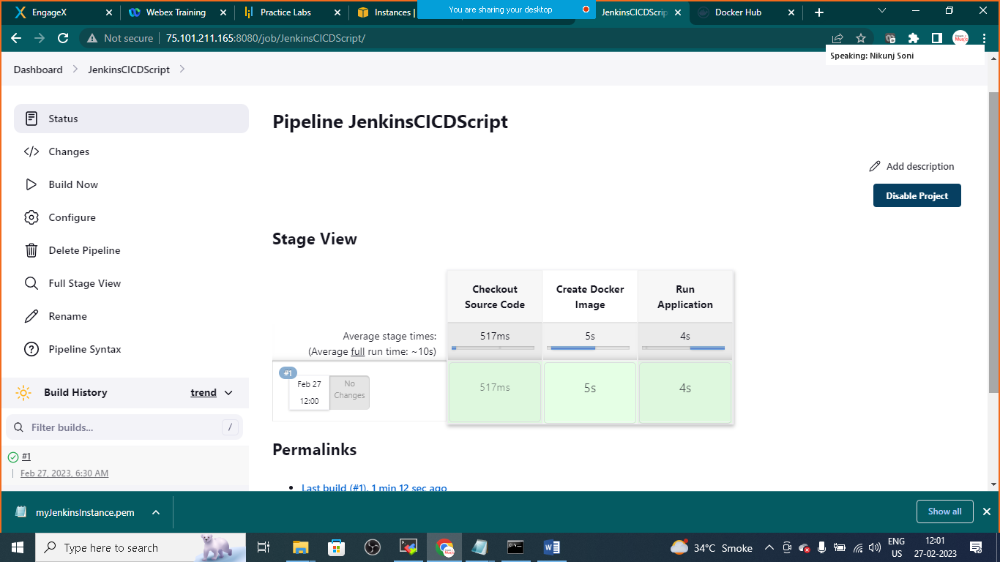 EngageX
Webex Training
Practice Labs
Instances |
You are sharing your desktop
JenkinsCICDScrip
Docker Hub
Not secure
75.101.211.165:8080/job/JenkinsCICDScript/
Speaking: Nikunj Soni
Dashboard
JenkinsCICDScript
Status
Changes
Build Now
Configure
Delete Pipeline
Full Stage View
Rename
Pipeline Syntax
Build History
trend
Filter builds...
/
#1
Feb 27, 2023, 6:30 AM
Pipeline JenkinsCICDScript
Add description
Disable Project
Stage View
Checkout
Source Code
Create Docker
Image
Run
Application
Average stage times:
(Average full run time: ~10s)
517ms
5s
4s
#1
Feb 27
12:00
No
Changes
517ms
5s
4s
Permalinks
Last build (#1), 1 min 12 sec ago
myJenkinsInstance.pem
Show all
Type here to search
34°C Smoke
ENG
US
12:01
27-02-2023